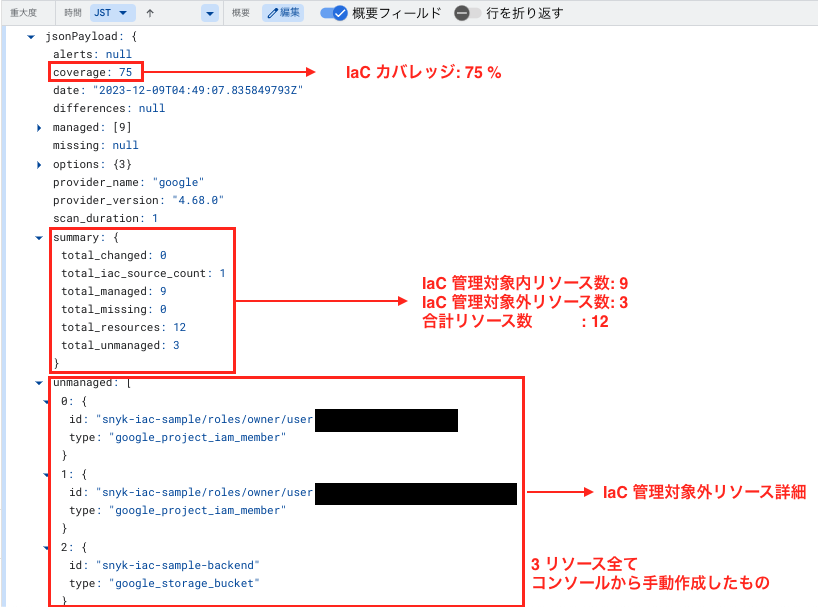 重大度 時間 JST 概要 編集 概要フィールド 行を折り返す
jsonPayload: {
alerts: null
coverage: 75
IaC カバレッジ: 75 %
date: "2023-12-09T04:49:07.835849793Z"
differences: null
managed: [9]
missing: null
options: {3}
provider_name: "google"
provider_version: "4.68.0"
scan_duration: 1
summary: {
total_changed: 0
total_iac_source_count: 1
total_managed: 9
total_missing: 0
total_resources: 12
total_unmanaged: 3
}
IaC 管理対象内リソース数: 9
IaC 管理対象外リソース数: 3
合計リソース数 : 12
unmanaged: [
0: {
id: "snyk-iac-sample/roles/owner/user
type: "google_project_iam_member"
}
1: {
id: "snyk-iac-sample/roles/owner/user
type: "google_project_iam_member"
}
2: {
id: "snyk-iac-sample-backend"
type: "google_storage_bucket"
}
IaC 管理対象外リソース詳細
3 リソース全て
コンソールから手動作成したもの